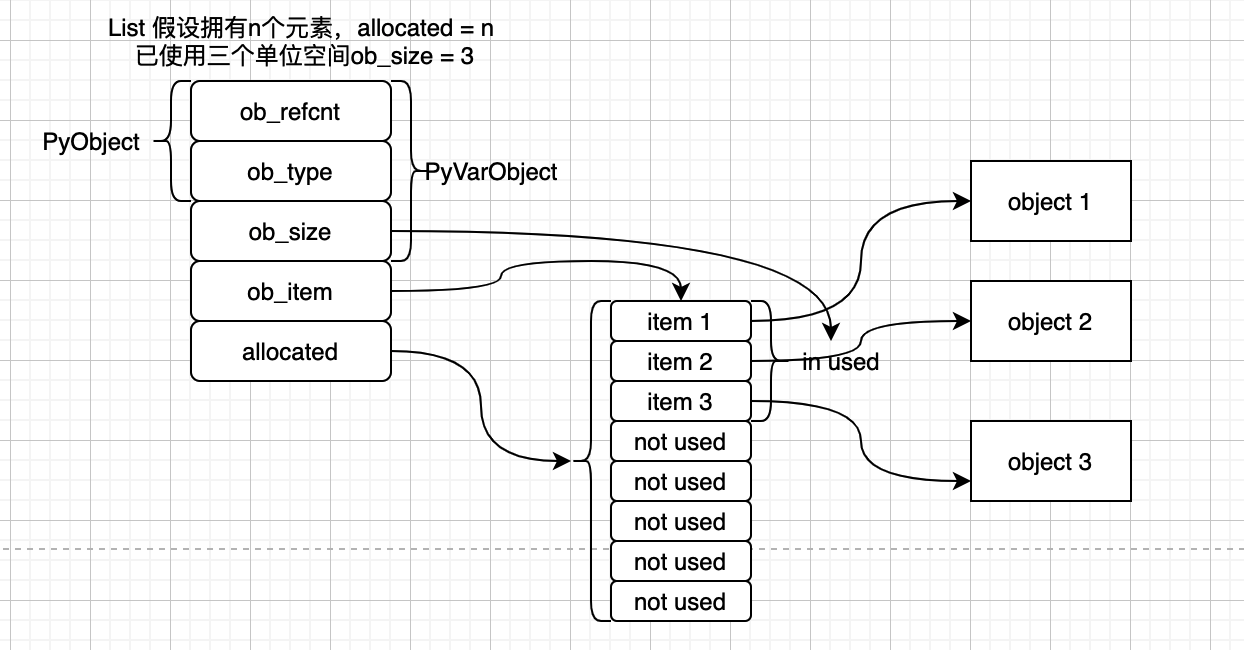 List 假设拥有n个元素，allocated = n
已使用三个单位空间ob_size = 3
ob_refcnt
PyObject
ob_type
PyVarObject
ob_size
ob_item
allocated
item 1
item 2
item 3
not used
not used
not used
not used
not used
in used
object 1
object 2
object 3